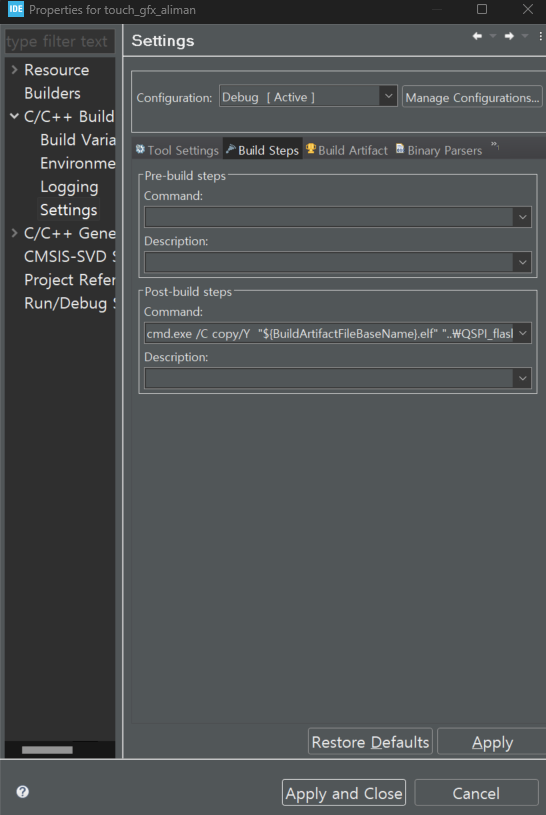 IDE Properties for touch_gfx_aliman
type filter text
Settings
Resource
Builders
C/C++ Build
Build Varia
Environme
Logging
Settings
C/C++ Gene
CMSIS-SVD S
Project Refer
Run/Debug S
Configuration: Debug [ Active ] Manage Configurations...
Tool Settings Build Steps Build Artifact Binary Parsers »
Pre-build steps
Command:
Description:
Post-build steps
Command:
cmd.exe /C copy/Y "${BuildArtifactFileBaseName}.elf" "..₩QSPI_flasl
Description:
Restore Defaults Apply
? Apply and Close Cancel